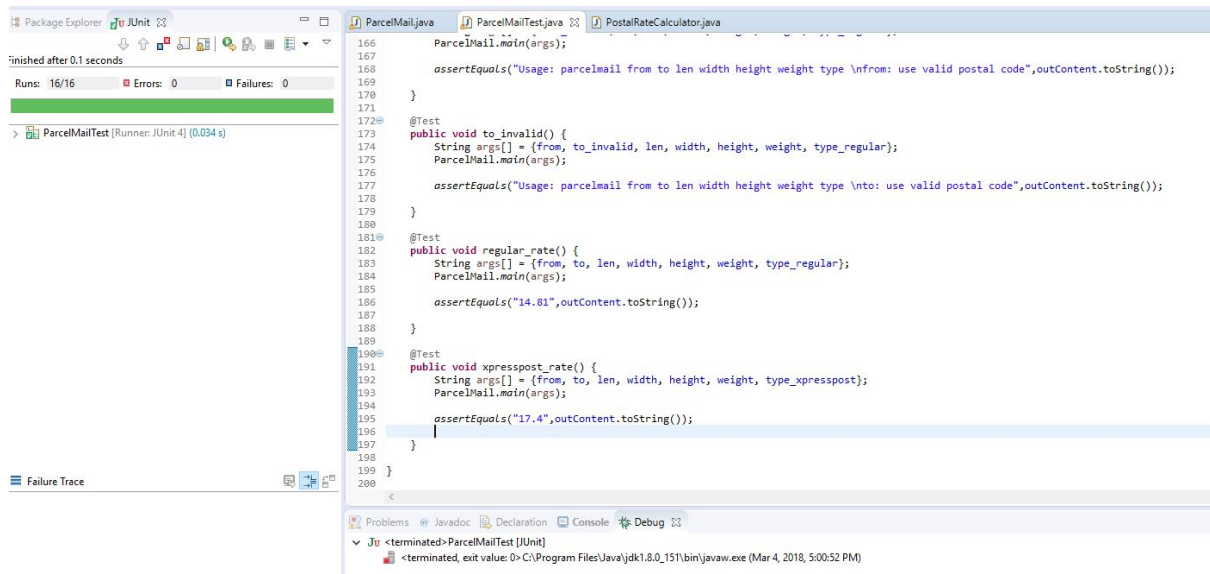 Package Explorer JUnit
Finished after 0.1 seconds
Runs: 16/16 Errors: 0 Failures: 0
ParcelMailTest [Runner: JUnit 4] (0.034 s)
Failure Trace
ParcelMail.java ParcelMailTest.java PostalRateCalculator.java
166 ParcelMail.main(args);
167
168 assertEquals("Usage: parcelmail from to len width height weight type \nfrom: use valid postal code",outContent.toString());
169
170 }
171
172 @Test
173 public void to_invalid() {
174 String args[] = {from, to_invalid, len, width, height, weight, type_regular};
175 ParcelMail.main(args);
176
177 assertEquals("Usage: parcelmail from to len width height weight type \nto: use valid postal code",outContent.toString());
178
179 }
180
181 @Test
182 public void regular_rate() {
183 String args[] = {from, to, len, width, height, weight, type_regular};
184 ParcelMail.main(args);
185
186 assertEquals("14.81",outContent.toString());
187
188 }
189
190 @Test
191 public void xpresspost_rate() {
192 String args[] = {from, to, len, width, height, weight, type_xpresspost};
193 ParcelMail.main(args);
194
195 assertEquals("17.4",outContent.toString());
196
197 }
198
199 }
200
Problems Javadoc Declaration Console Debug
<terminated>ParcelMailTest [JUnit]
<terminated, exit value: 0>C:\Program Files\Java\jdk1.8.0_151\bin\javaw.exe (Mar 4, 2018, 5:00:52 PM)